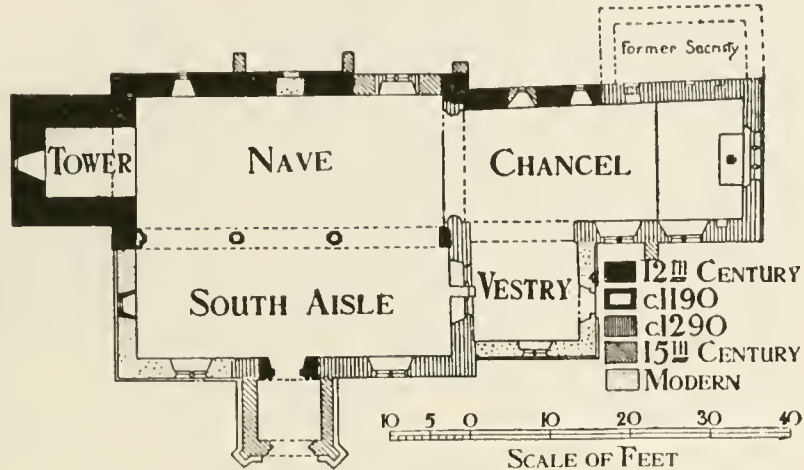 Former Sacristy
TOWER
NAVE
CHANCEL
SOUTH AISLE
VESTRY
12TH CENTURY
c1190
c1290
15TH CENTURY
MODERN
10 5 0 10 20 30 40
SCALE OF FEET